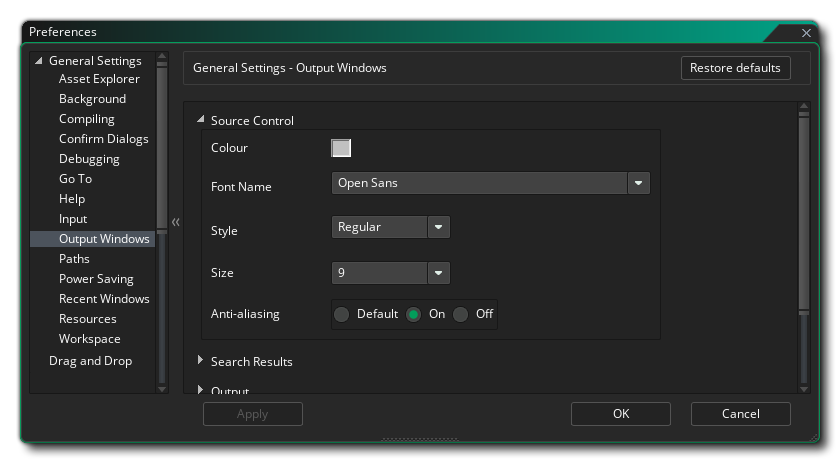 Preferences
General Settings
Asset Explorer
Background
Compiling
Confirm Dialogs
Debugging
Go To
Help
Input
Output Windows
Paths
Power Saving
Recent Windows
Resources
Workspace
Drag and Drop
General Settings - Output Windows
Restore defaults
Source Control
Colour
Font Name
Open Sans
Style
Regular
Size
9
Anti-aliasing
Default
On
Off
Search Results
Output
Apply
OK
Cancel